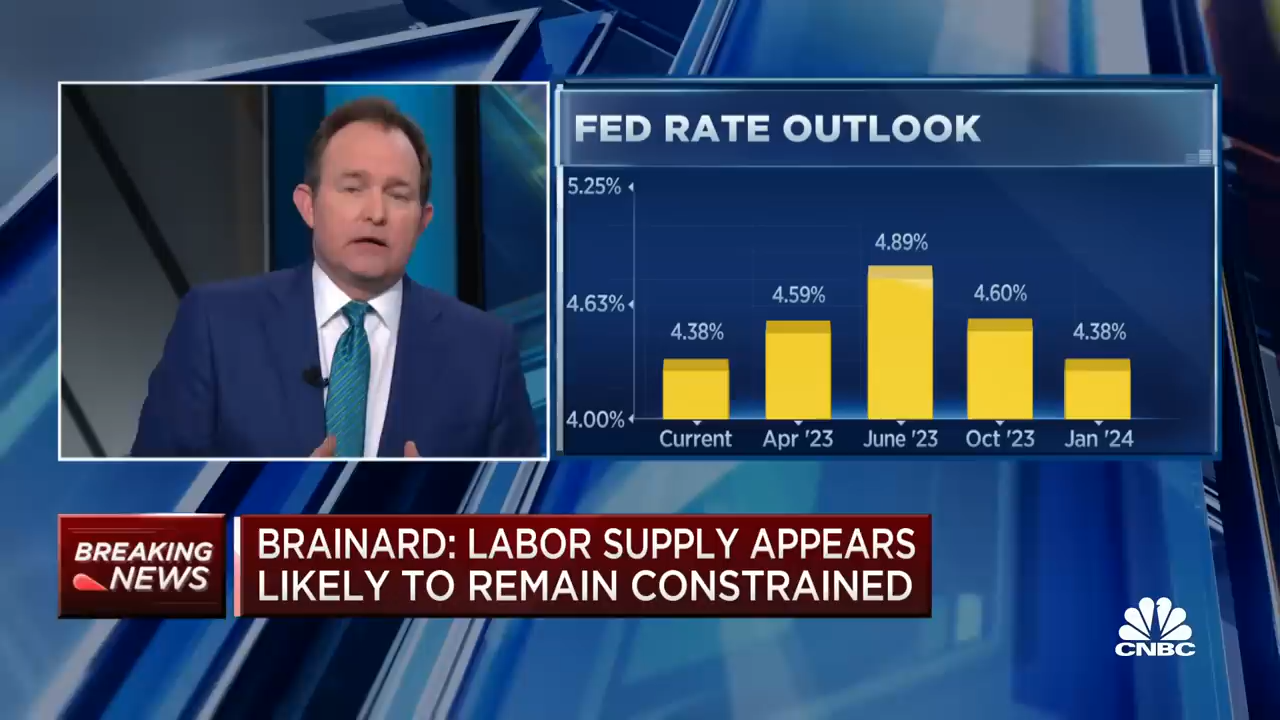 FED RATE OUTLOOK
5.25%
4.63%
4.00%
4.38%
4.59%
4.89%
4.60%
4.38%
Current
Apr '23
June '23
Oct '23
Jan '24
BREAKING
NEWS
BRAINARD: LABOR SUPPLY APPEARS
LIKELY TO REMAIN CONSTRAINED
CNBC